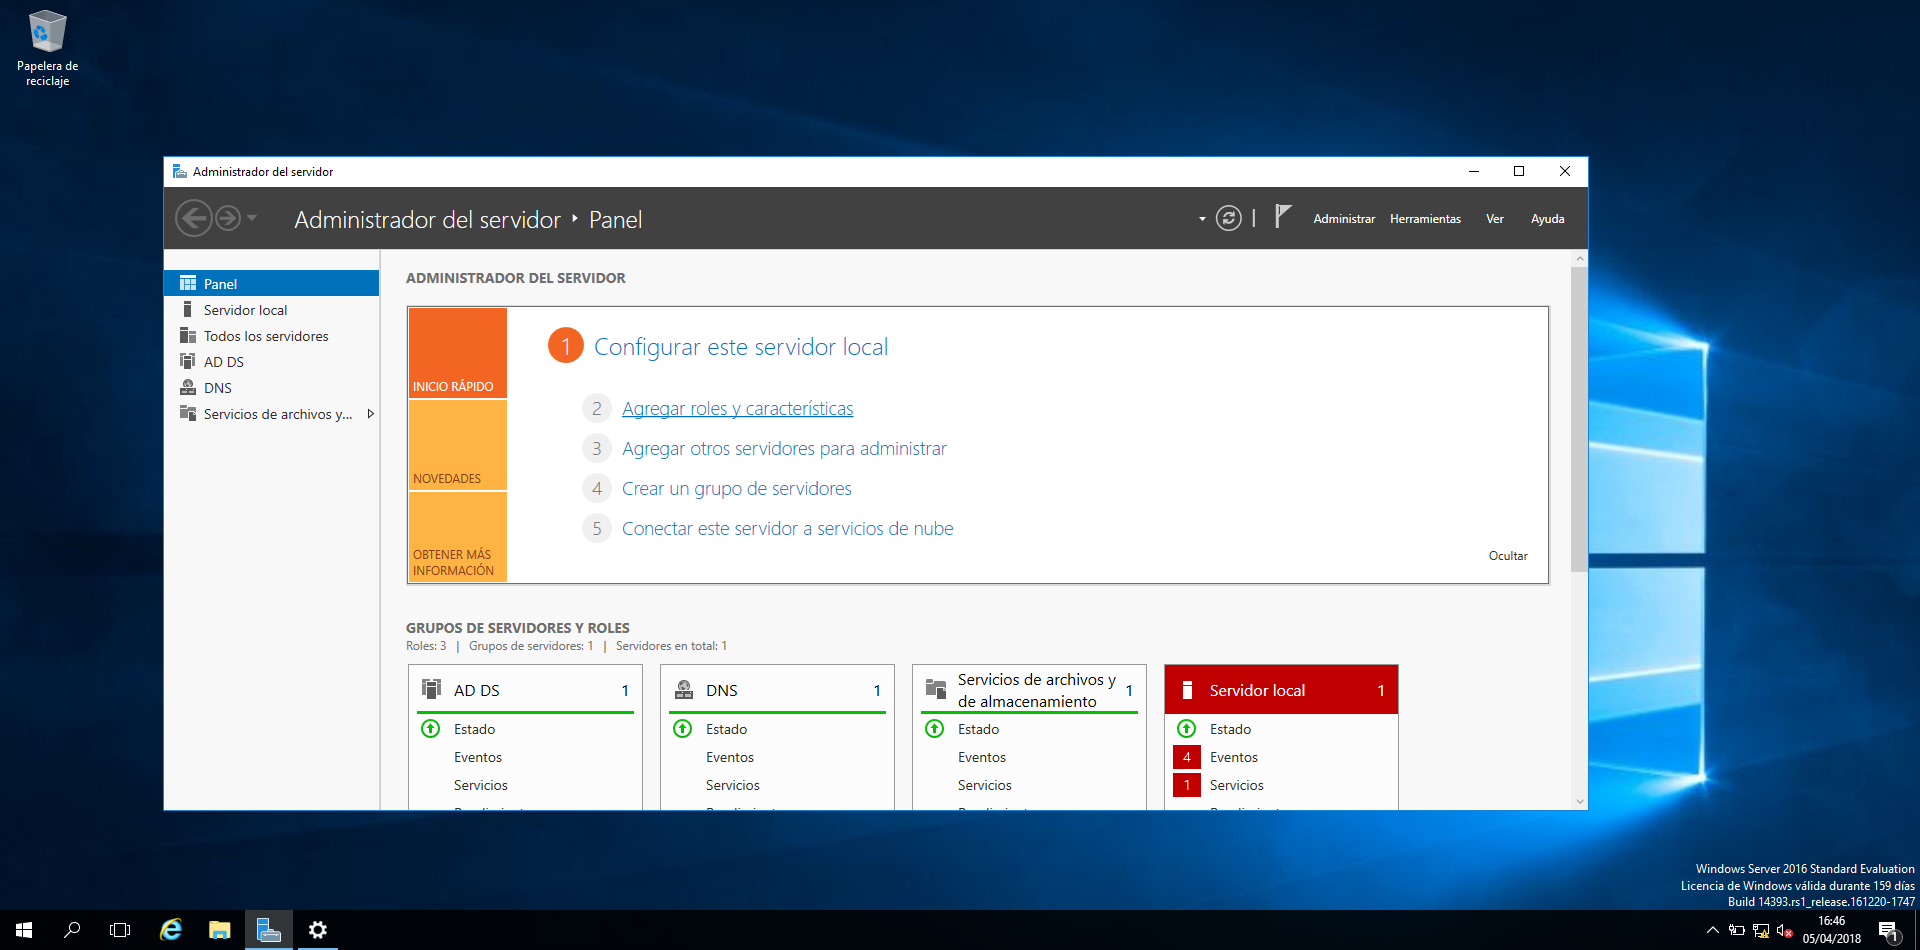 Papelera de
reciclaje
Administrador del servidor
Administrador del servidor ‣ Panel
Administrar Herramientas Ver Ayuda
Panel
Servidor local
Todos los servidores
AD DS
DNS
Servicios de archivos y...
ADMINISTRADOR DEL SERVIDOR
INICIO RÁPIDO
NOVEDADES
OBTENER MÁS
INFORMACIÓN
1 Configurar este servidor local
2 Agregar roles y características
3 Agregar otros servidores para administrar
4 Crear un grupo de servidores
5 Conectar este servidor a servicios de nube
Ocultar
GRUPOS DE SERVIDORES Y ROLES
Roles: 3 | Grupos de servidores: 1 | Servidores en total: 1
AD DS 1
Estado
Eventos
Servicios
DNS 1
Estado
Eventos
Servicios
Servicios de archivos y
de almacenamiento 1
Estado
Eventos
Servicios
Servidor local 1
Estado
4 Eventos
1 Servicios
Windows Server 2016 Standard Evaluation
Licencia de Windows válida durante 159 días
Build 14393.rs1_release.161220-1747
16:46
05/04/2018
1